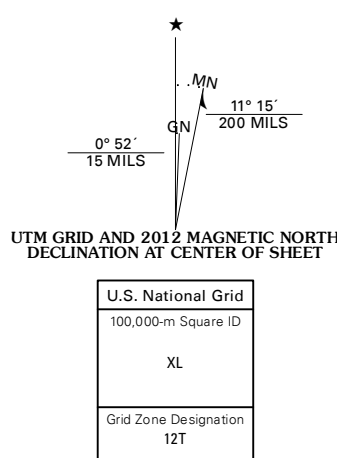 ★
MN
GN
11° 15´
200 MILS
0° 52´
15 MILS
UTM GRID AND 2012 MAGNETIC NORTH
DECLINATION AT CENTER OF SHEET
U.S. National Grid
100,000-m Square ID
XL
Grid Zone Designation
12T